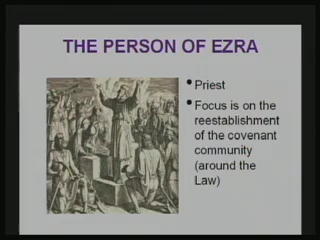 THE PERSON OF EZRA
• Priest
• Focus is on the
reestablishment
of the covenant
community
(around the
Law)